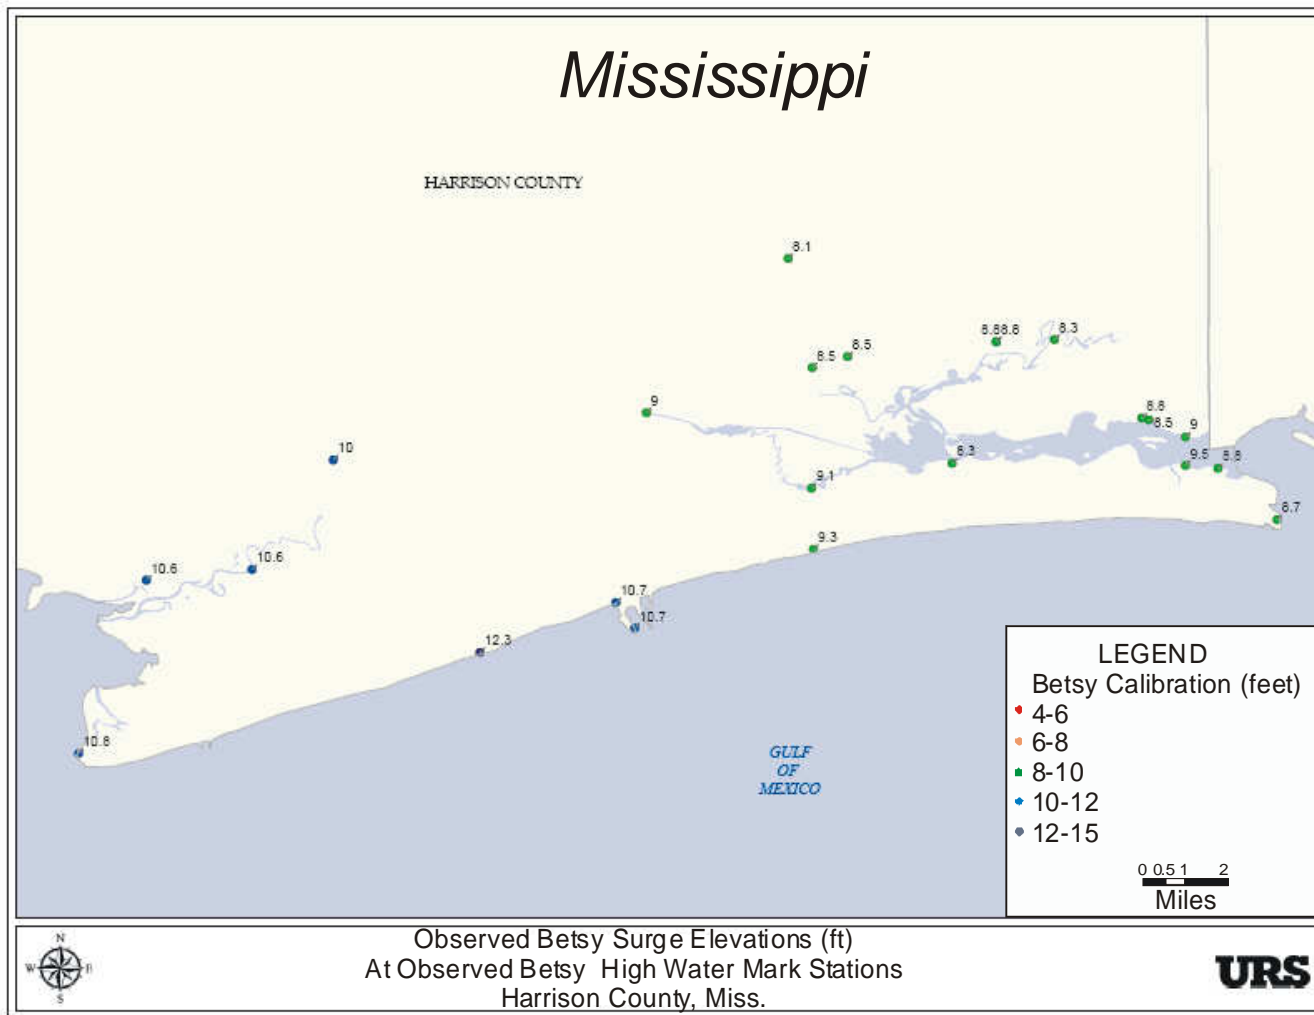 Mississippi
HARRISON COUNTY
8.1
8.8 8.8
8.3
8.5
8.5
9
8.5
9
10
8.3
9.5
8.8
9.1
8.7
9.3
10.6
10.6
10.7
10.7
12.3
10.8
GULF
OF
MEXICO
LEGEND
Betsy Calibration (feet)
4-6
6-8
8-10
10-12
12-15
0 0.5 1 2
Miles
N
W E
S
Observed Betsy Surge Elevations (ft)
At Observed Betsy High Water Mark Stations
Harrison County, Miss.
URS